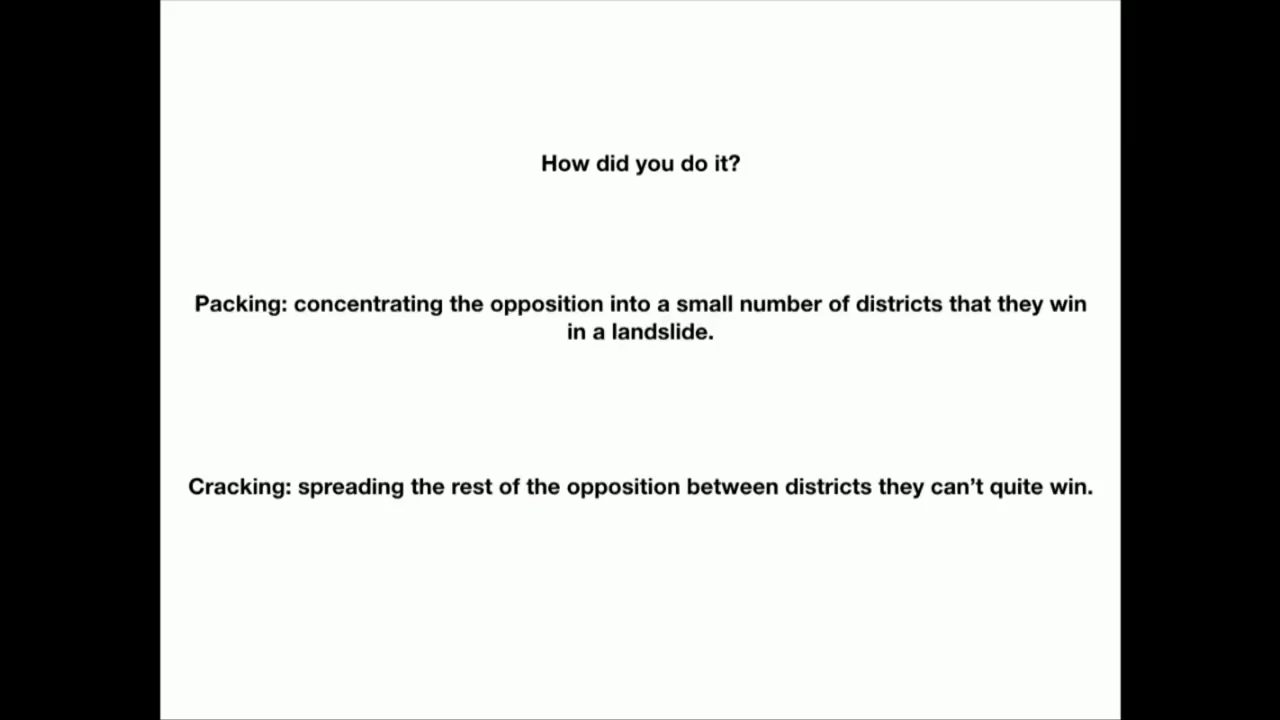 How did you do it?
Packing: concentrating the opposition into a small number of districts that they win
in a landslide.
Cracking: spreading the rest of the opposition between districts they can’t quite win.